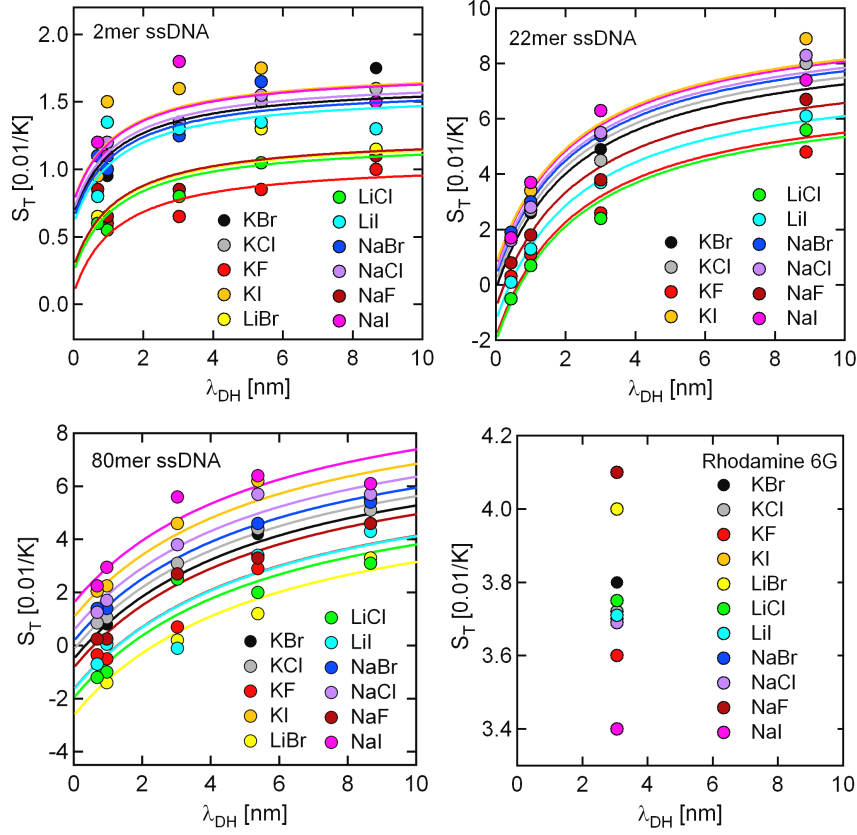 2mer ssDNA
2.0
1.5
1.0
0.5
0.0
S_T [0.01/K]
KBr
KCl
KF
KI
LiBr
LiCl
LiI
NaBr
NaCl
NaF
NaI
0 2 4 6 8 10
λ_DH [nm]
22mer ssDNA
10
8
6
4
2
0
-2
S_T [0.01/K]
KBr
KCl
KF
KI
LiCl
LiI
NaBr
NaCl
NaF
NaI
0 2 4 6 8 10
λ_DH [nm]
80mer ssDNA
8
6
4
2
0
-2
-4
S_T [0.01/K]
KBr
KCl
KF
KI
LiBr
LiCl
LiI
NaBr
NaCl
NaF
NaI
0 2 4 6 8 10
λ_DH [nm]
Rhodamine 6G
4.2
4.0
3.8
3.6
3.4
S_T [0.01/K]
KBr
KCl
KF
KI
LiBr
LiCl
LiI
NaBr
NaCl
NaF
NaI
0 2 4 6 8 10
λ_DH [nm]